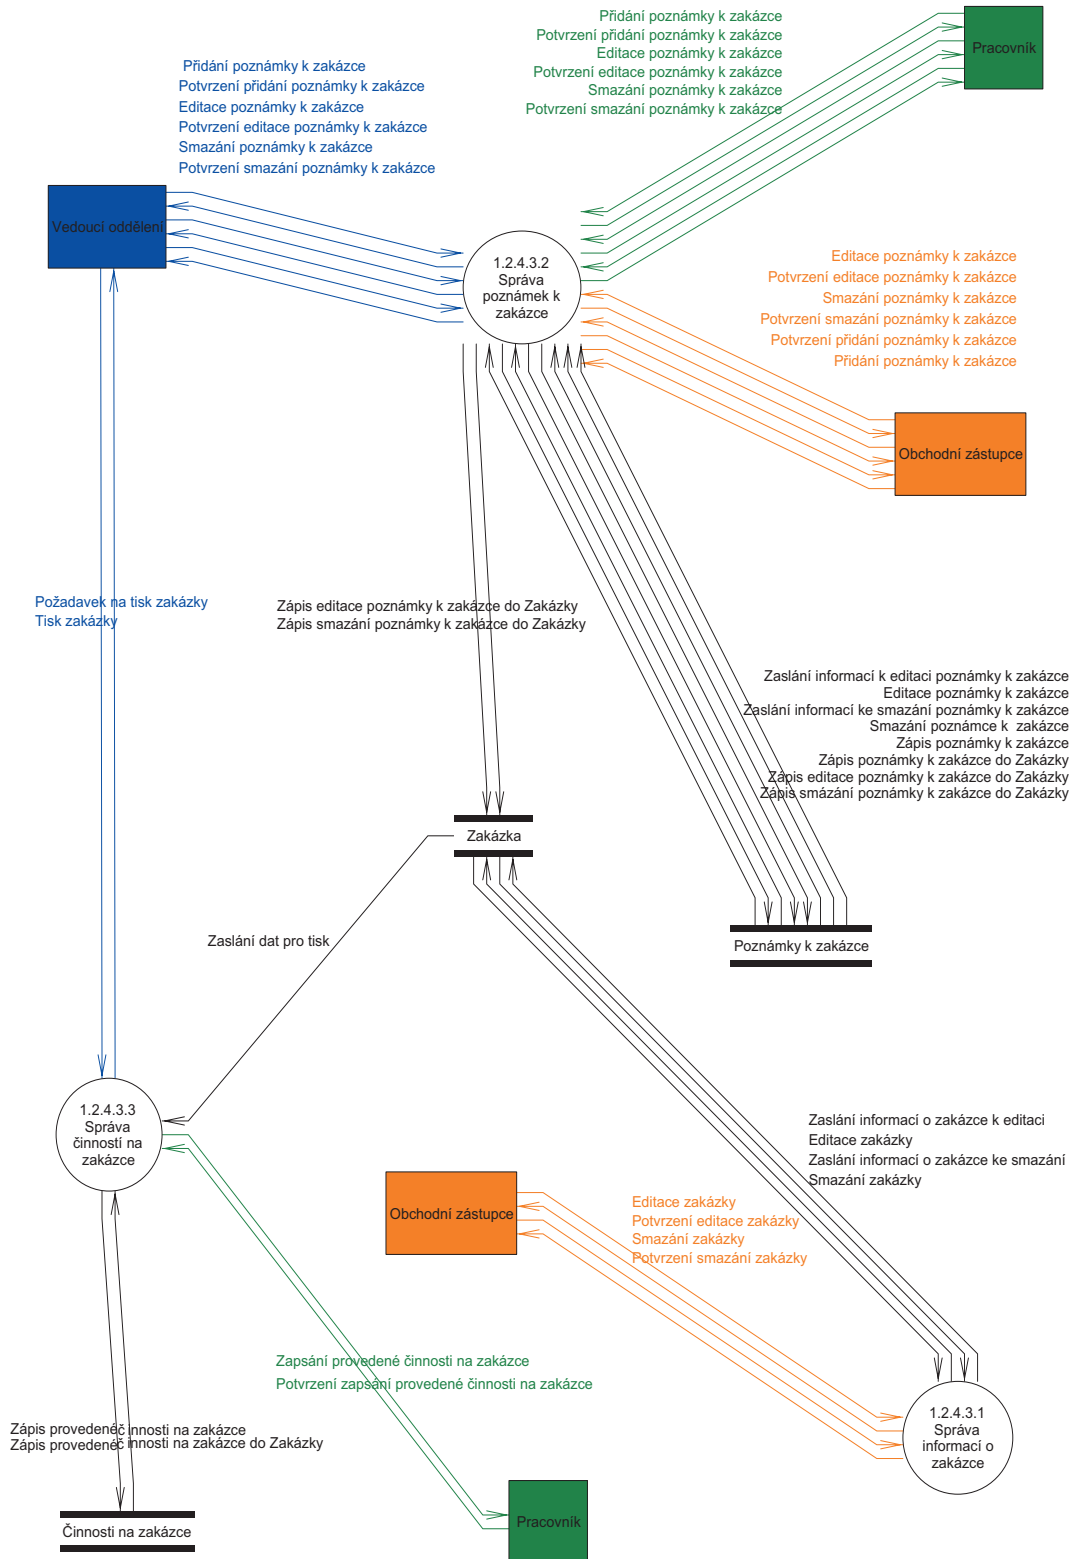 Přidání poznámky k zakázce
Potvrzení přidání poznámky k zakázce
Editace poznámky k zakázce
Potvrzení editace poznámky k zakázce
Smazání poznámky k zakázce
Potvrzení smazání poznámky k zakázce
Pracovník
Přidání poznámky k zakázce
Potvrzení přidání poznámky k zakázce
Editace poznámky k zakázce
Potvrzení editace poznámky k zakázce
Smazání poznámky k zakázce
Potvrzení smazání poznámky k zakázce
Vedoucí oddělení
1.2.4.3.2
Správa
poznámek k
zakázce
Editace poznámky k zakázce
Potvrzení editace poznámky k zakázce
Smazání poznámky k zakázce
Potvrzení smazání poznámky k zakázce
Potvrzení přidání poznámky k zakázce
Přidání poznámky k zakázce
Obchodní zástupce
Požadavek na tisk zakázky
Tisk zakázky
Zápis editace poznámky k zakázce do Zakázky
Zápis smazání poznámky k zakázce do Zakázky
Zaslání informací k editaci poznámky k zakázce
Editace poznámky k zakázce
Zaslání informací ke smazání poznámky k zakázce
Smazání poznámce k zakázce
Zápis poznámky k zakázce
Zápis poznámky k zakázce do Zakázky
Zápis editace poznámky k zakázce do Zakázky
Zápis smázání poznámky k zakázce do Zakázky
Zakázka
Zaslání dat pro tisk
Poznámky k zakázce
1.2.4.3.3
Správa
činností na
zakázce
Zaslání informací o zakázce k editaci
Editace zakázky
Zaslání informací o zakázce ke smazání
Smazání zakázky
Obchodní zástupce
Editace zakázky
Potvrzení editace zakázky
Smazání zakázky
Potvrzení smazání zakázky
Zapsání provedené činnosti na zakázce
Potvrzení zapsání provedené činnosti na zakázce
Zápis provedené činnosti na zakázce
Zápis provedené činnosti na zakázce do Zakázky
1.2.4.3.1
Správa
informací o
zakázce
Pracovník
Činnosti na zakázce